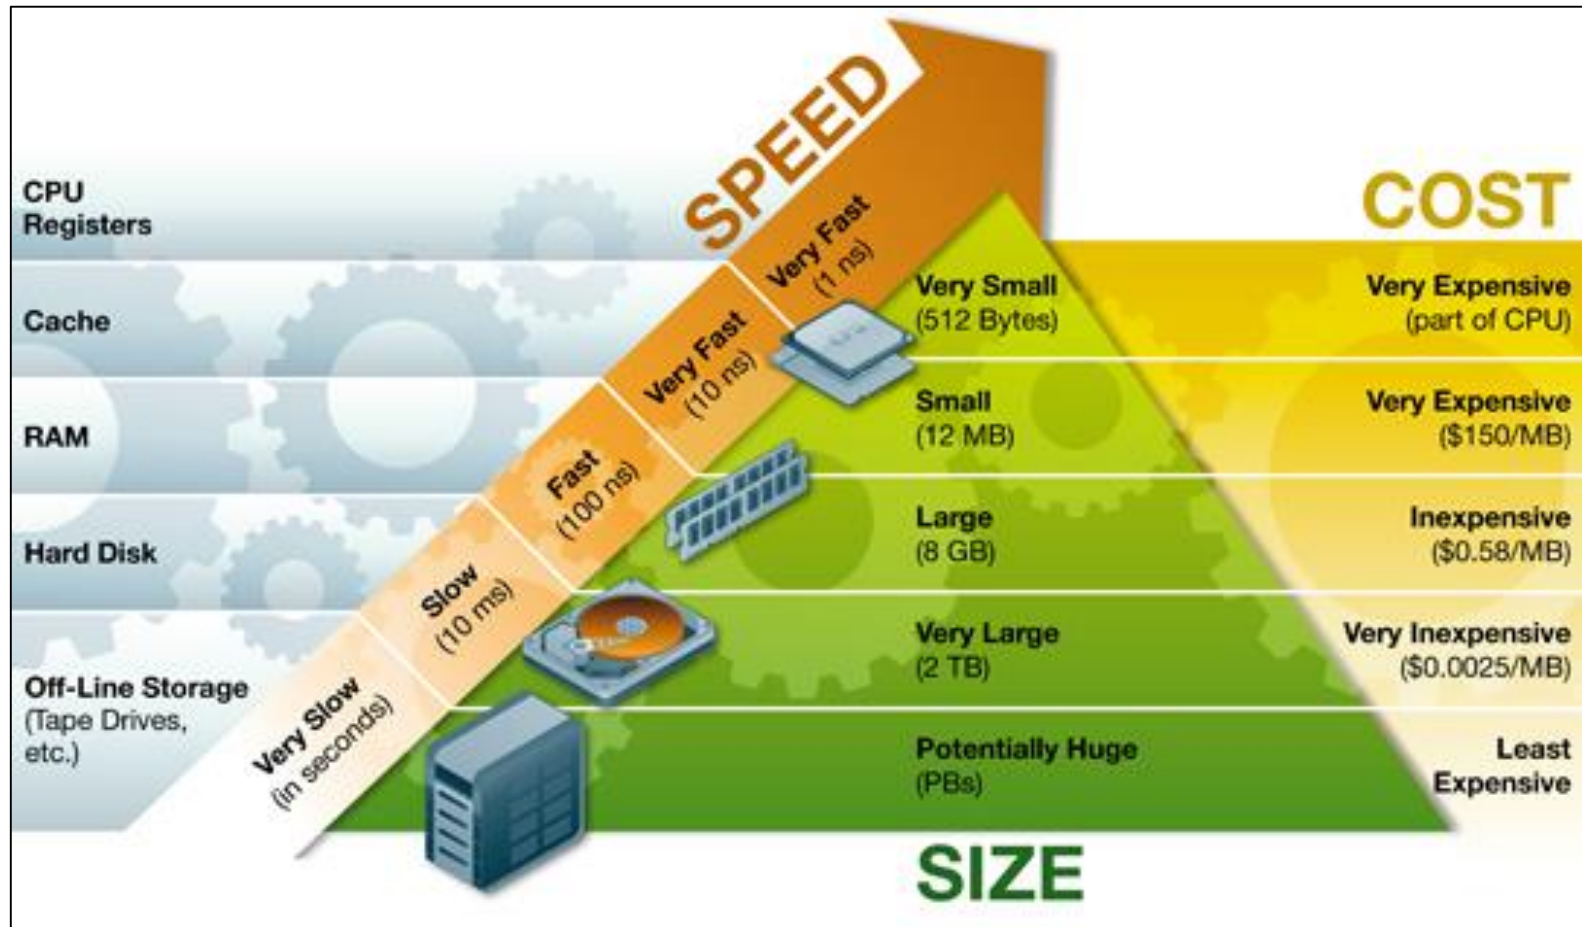 SPEED
COST
CPU
Registers
Very Fast
(1 ns)
Very Small
(512 Bytes)
Very Expensive
(part of CPU)
Cache
Very Fast
(10 ns)
Small
(12 MB)
Very Expensive
($150/MB)
RAM
Fast
(100 ns)
Large
(8 GB)
Inexpensive
($0.58/MB)
Hard Disk
Slow
(10 ms)
Very Large
(2 TB)
Very Inexpensive
($0.0025/MB)
Off-Line Storage
(Tape Drives,
etc.)
Very Slow
(in seconds)
Potentially Huge
(PBs)
Least
Expensive
SIZE